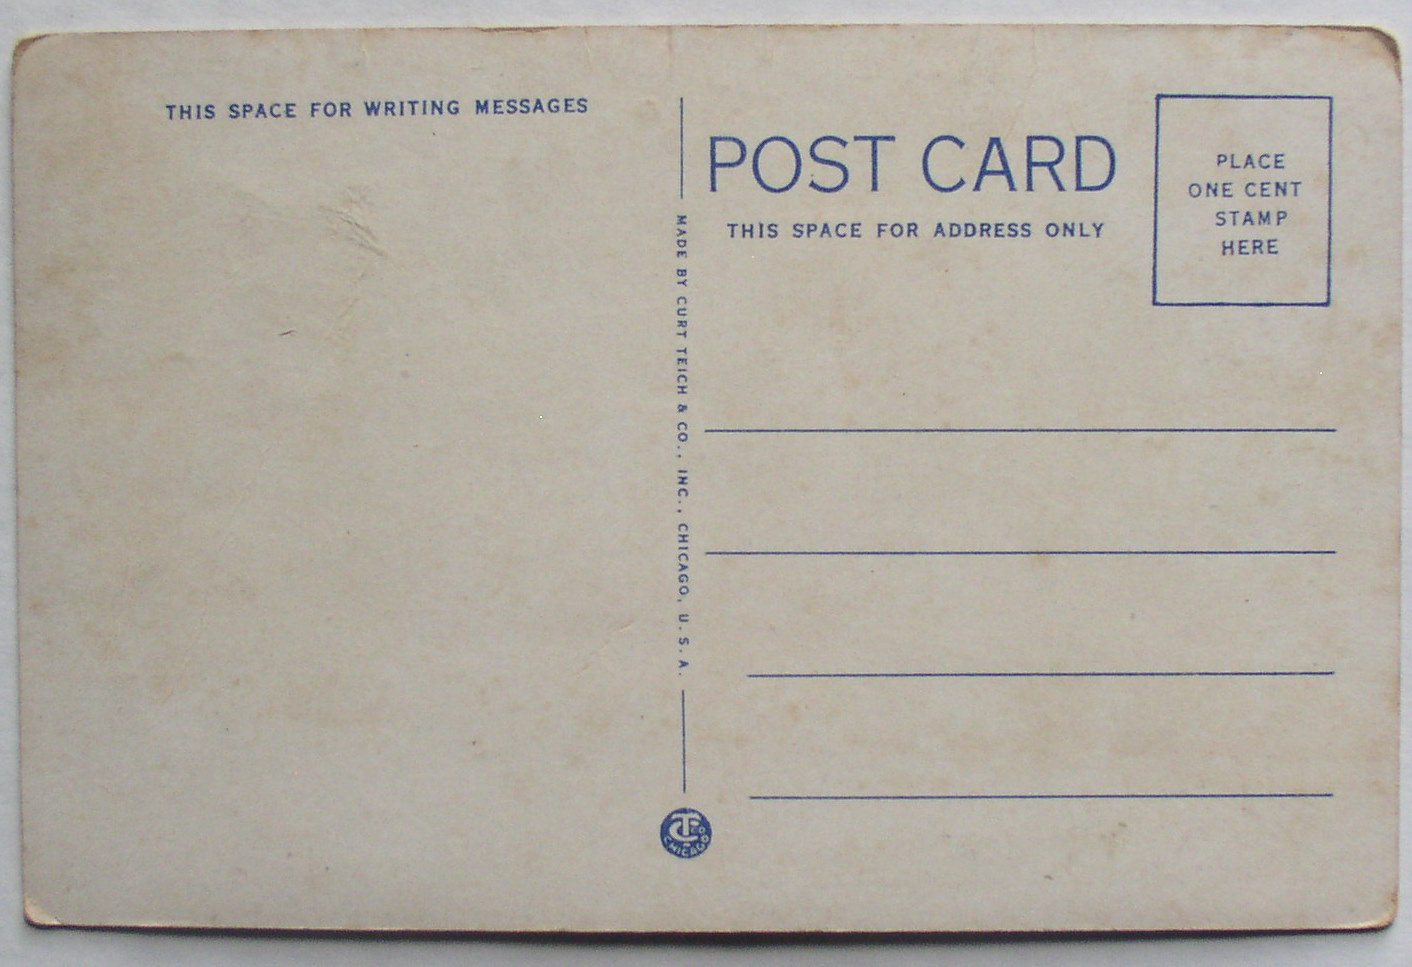 THIS SPACE FOR WRITING MESSAGES
POST CARD
THIS SPACE FOR ADDRESS ONLY
PLACE
ONE CENT
STAMP
HERE
MADE BY CURT TEICH & CO., INC., CHICAGO, U.S.A.
CT CO
CHICAGO